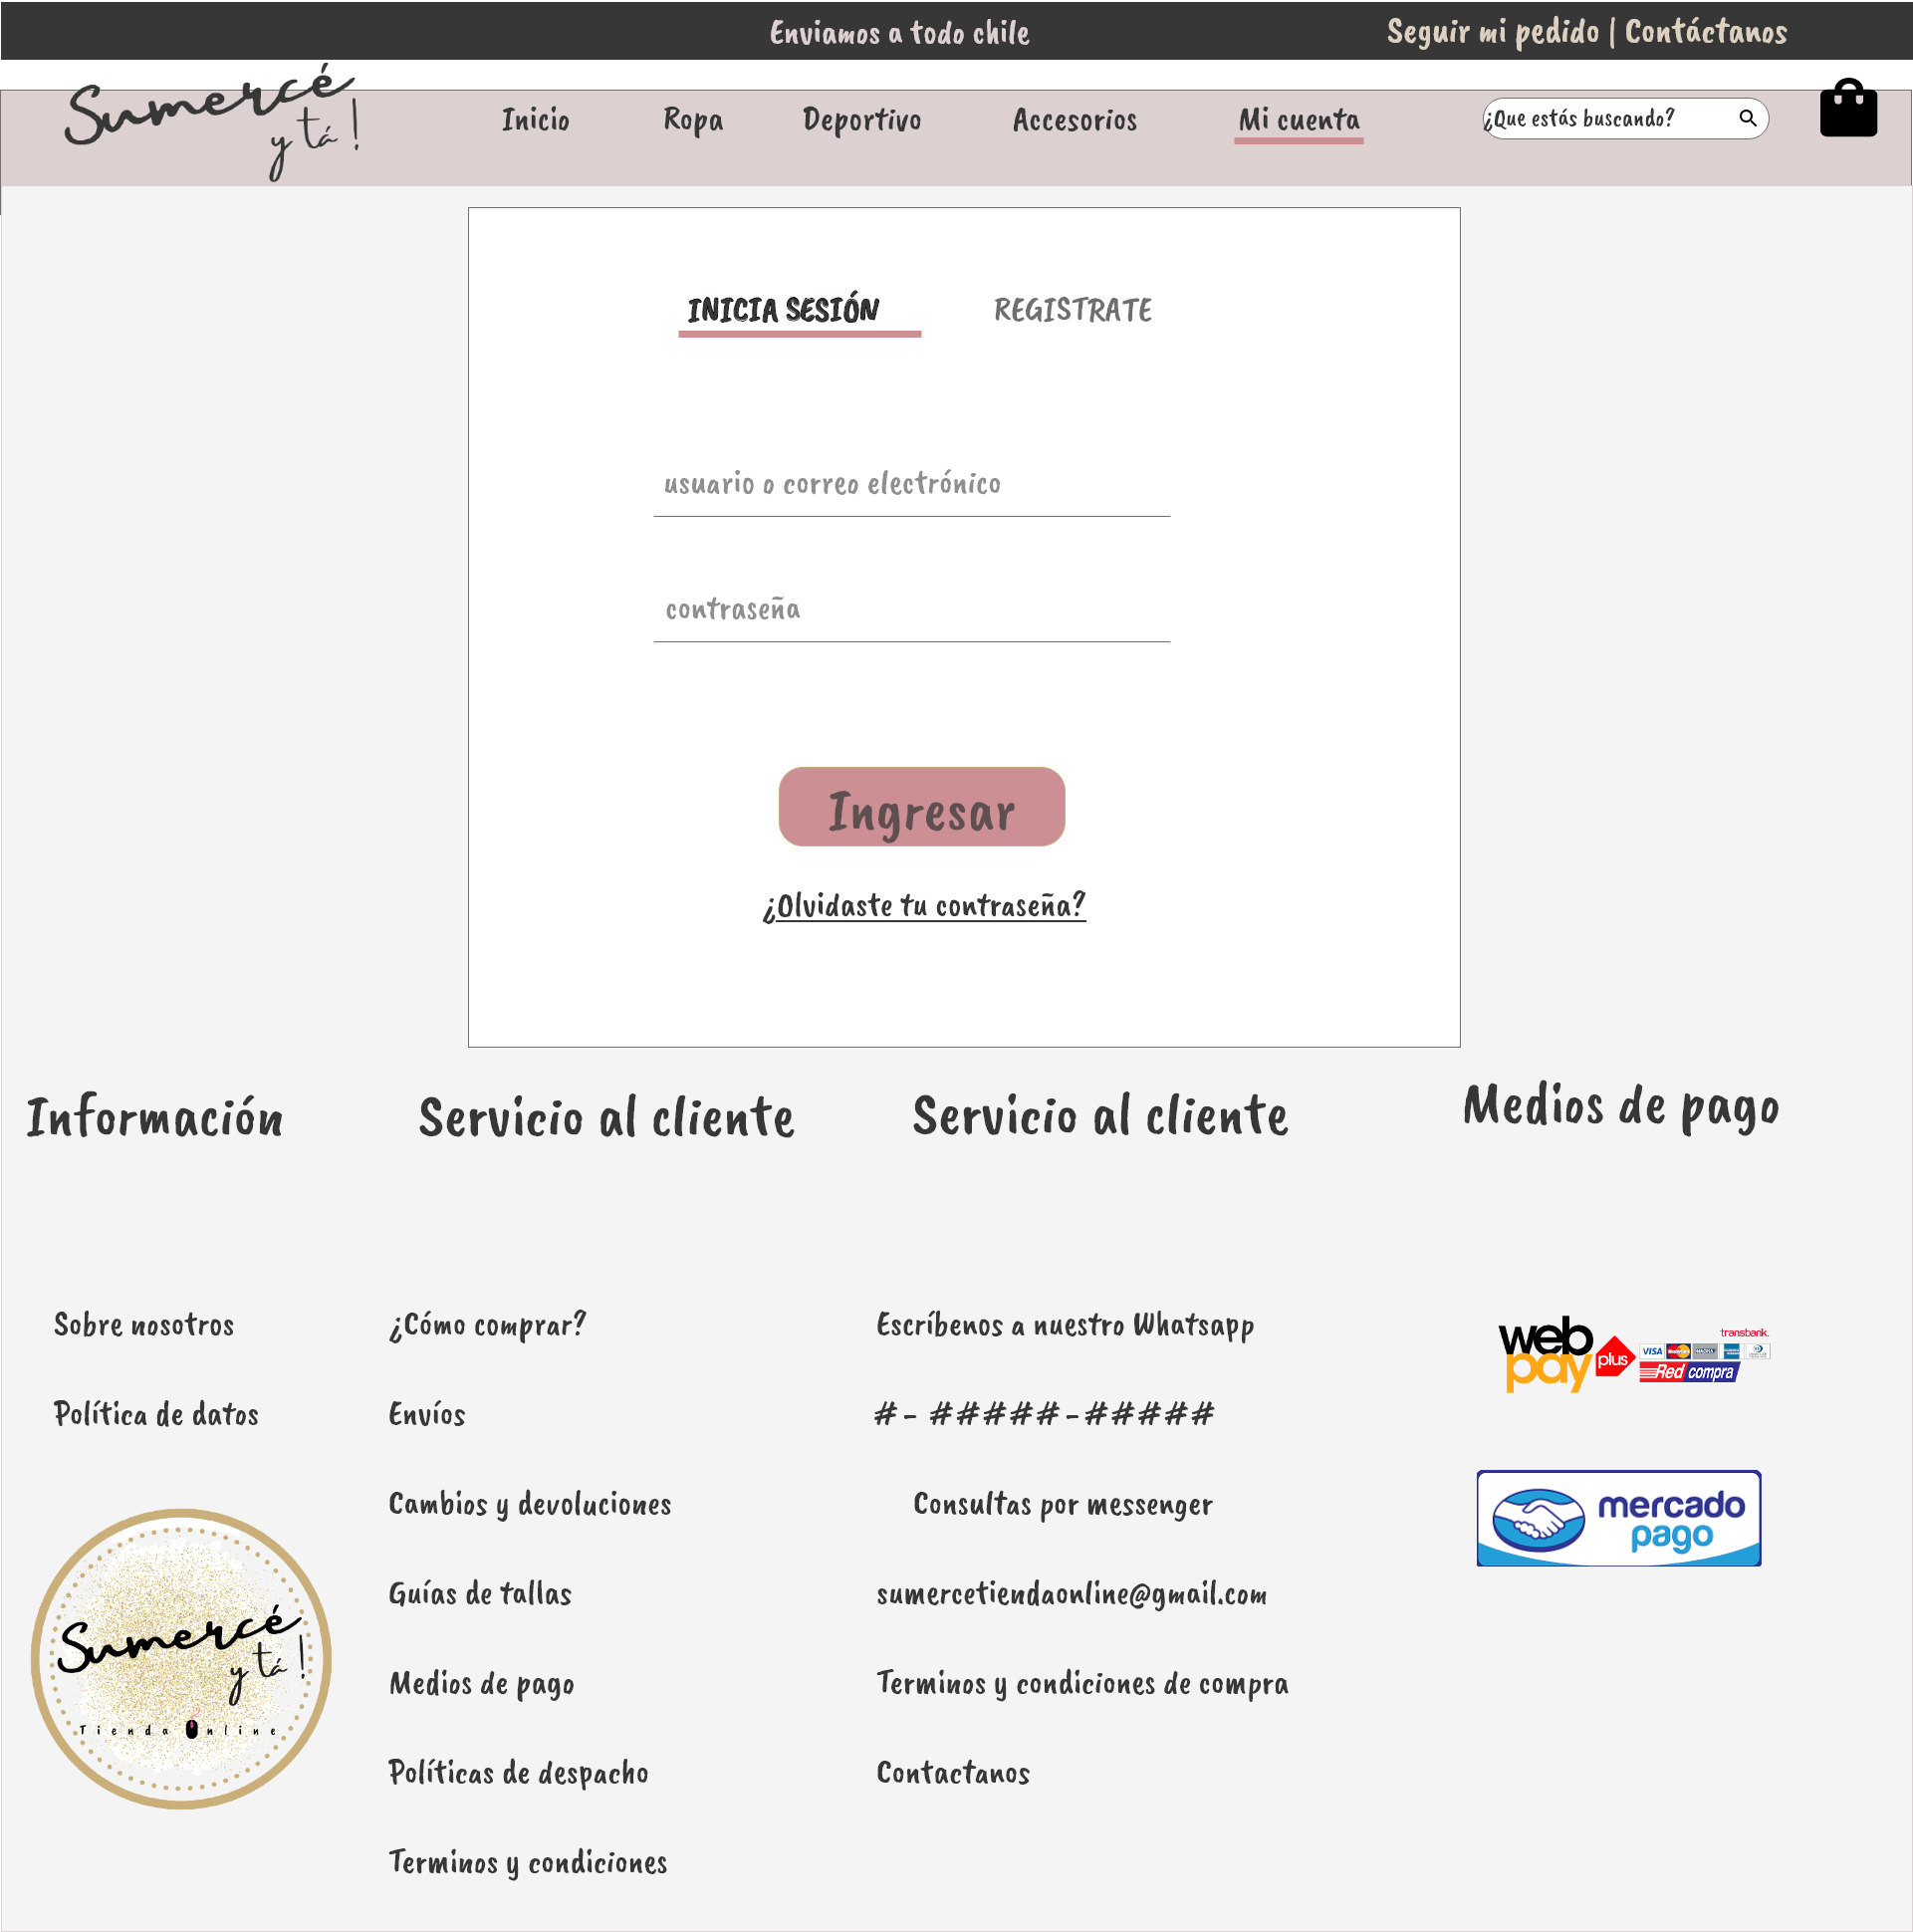 Enviamos a todo chile
Seguir mi pedido | Contáctanos
Sumercé
y tá !
Inicio
Ropa
Deportivo
Accesorios
Mi cuenta
¿Que estás buscando?
INICIA SESIÓN
REGISTRATE
usuario o correo electrónico
contraseña
Ingresar
¿Olvidaste tu contraseña?
Información
Sobre nosotros
Política de datos
Sumercé
y tá !
Tienda Online
Servicio al cliente
¿Cómo comprar?
Envíos
Cambios y devoluciones
Guías de tallas
Medios de pago
Políticas de despacho
Terminos y condiciones
Servicio al cliente
Escríbenos a nuestro Whatsapp
#- #####-#####
Consultas por messenger
sumercetiendaonline@gmail.com
Terminos y condiciones de compra
Contactanos
Medios de pago
web
pay
plus
transbank.
VISA
Redcompra
mercado
pago